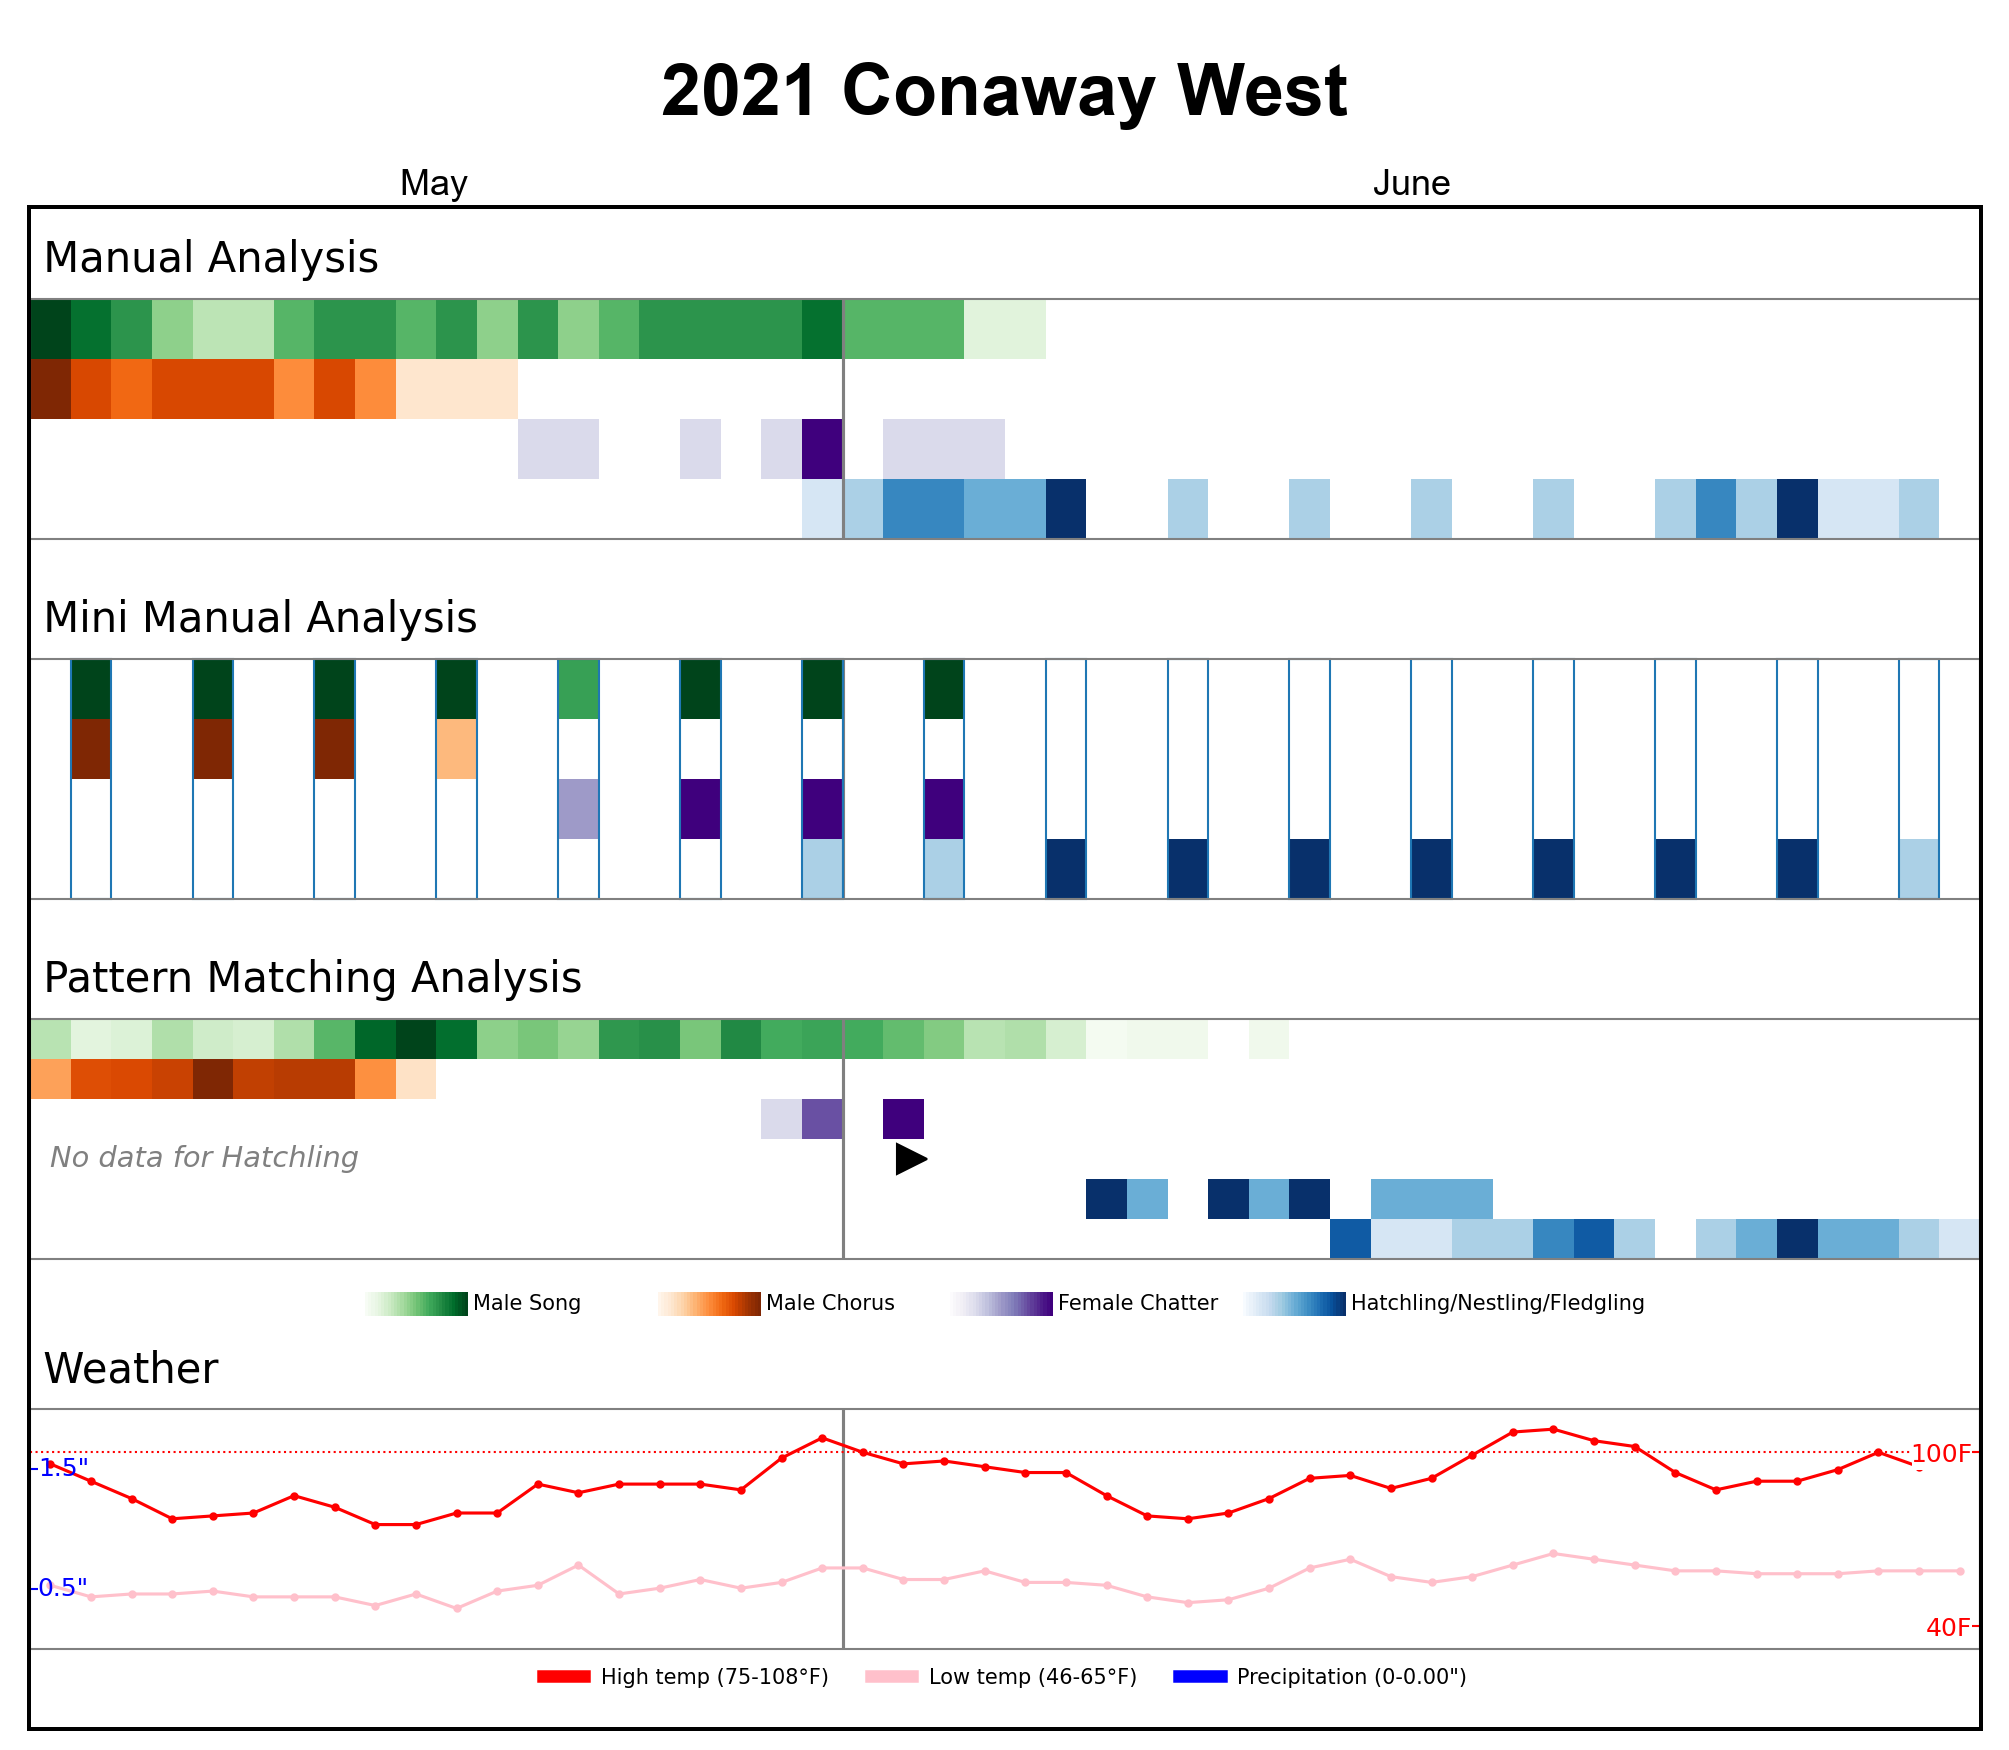 2021 Conaway West
May
June
Manual Analysis
Mini Manual Analysis
Pattern Matching Analysis
No data for Hatchling
Male Song
Male Chorus
Female Chatter
Hatchling/Nestling/Fledgling
Weather
1.5"
100F
0.5"
40F
High temp (75-108°F)
Low temp (46-65°F)
Precipitation (0-0.00")